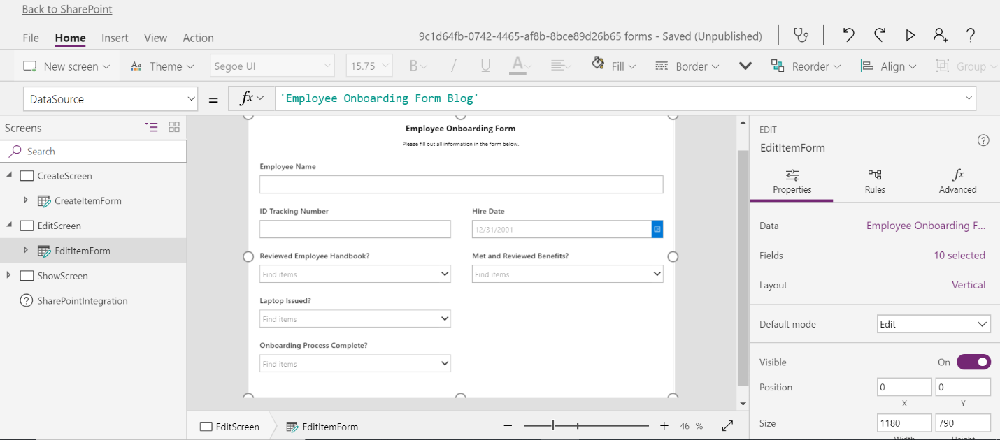 Back to SharePoint
File Home Insert View Action 9c1d64fb-0742-4465-af8b-8bce89d26b65 forms - Saved (Unpublished) ?
New screen Aa Theme Segoe UI 15.75 B / U A Fill Border Reorder Align Group
DataSource = fx 'Employee Onboarding Form Blog'
Screens
Search
CreateScreen
CreateItemForm
EditScreen
EditItemForm
ShowScreen
? SharePointIntegration
Employee Onboarding Form
Please fill out all information in the form below.
Employee Name
ID Tracking Number Hire Date
12/31/2001
Reviewed Employee Handbook? Met and Reviewed Benefits?
Find items Find items
Laptop Issued?
Find items
Onboarding Process Complete?
Find items
EditScreen EditItemForm − + 46 %
EDIT
EditItemForm ?
fx
Properties Rules Advanced
Data Employee Onboarding F...
Fields 10 selected
Layout Vertical
Default mode Edit
Visible On
Position 0 0
X Y
Size 1180 790
Width Height